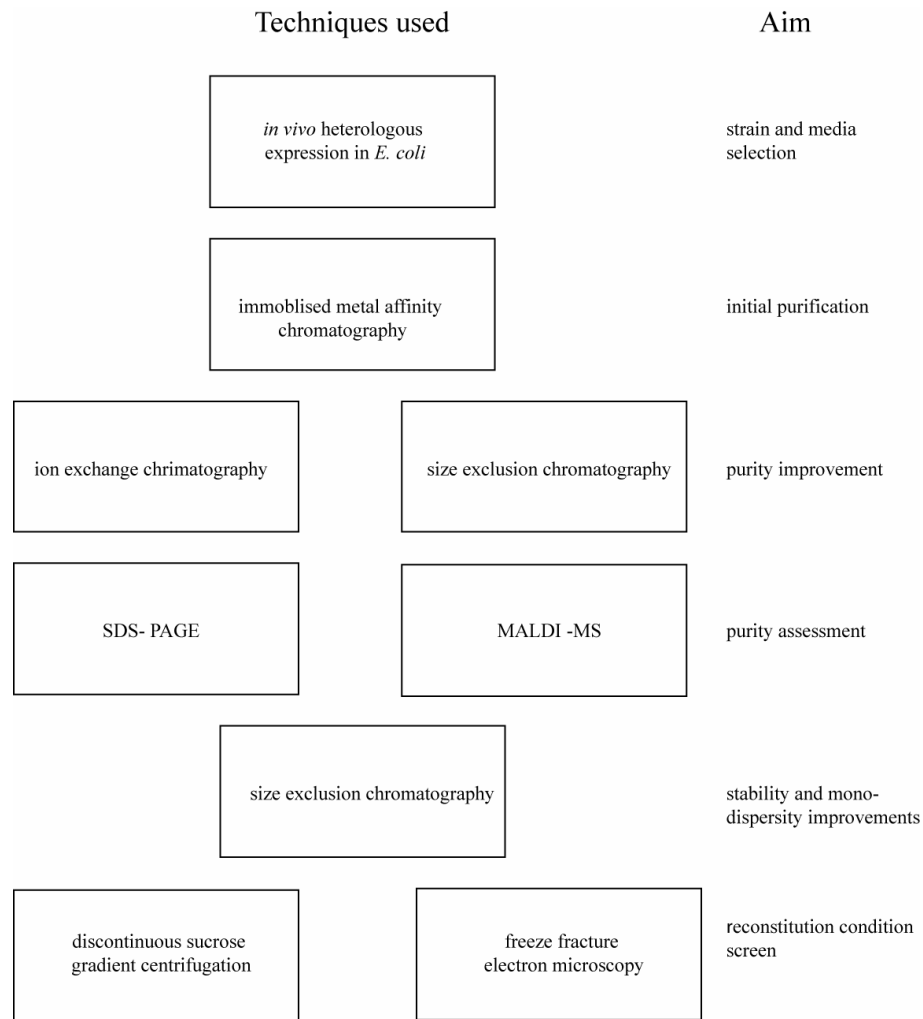 Techniques used
Aim
in vivo heterologous
expression in E. coli
strain and media
selection
immoblised metal affinity
chromatography
initial purification
ion exchange chrimatography
size exclusion chromatography
purity improvement
SDS- PAGE
MALDI -MS
purity assessment
size exclusion chromatography
stability and mono-
dispersity improvements
discontinuous sucrose
gradient centrifugation
freeze fracture
electron microscopy
reconstitution condition
screen